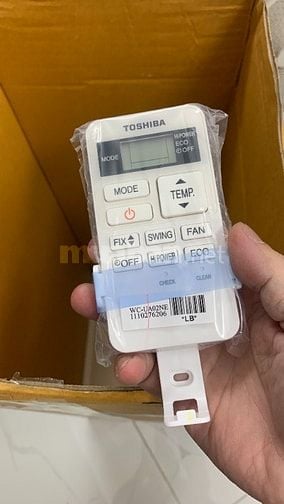 TOSHIBA
MODE
Hi POWER
ECO
OFF
MODE
TEMP.
FIX SWING FAN
OFF Hi POWER ECO
CHECK CLEAR
WC-UA02NE
1110276206
"LB"